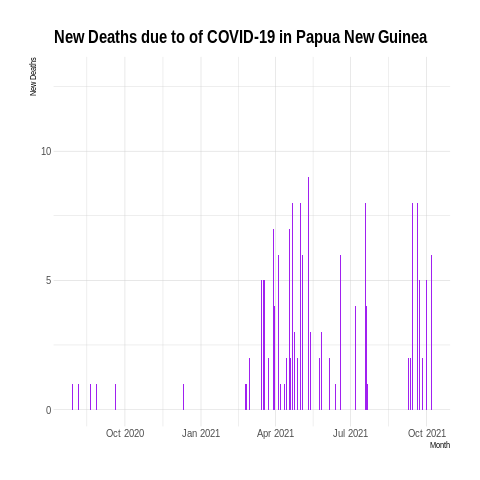 New Deaths due to of COVID-19 in Papua New Guinea
New Deaths
10
5
0
Oct 2020 Jan 2021 Apr 2021 Jul 2021 Oct 2021
Month